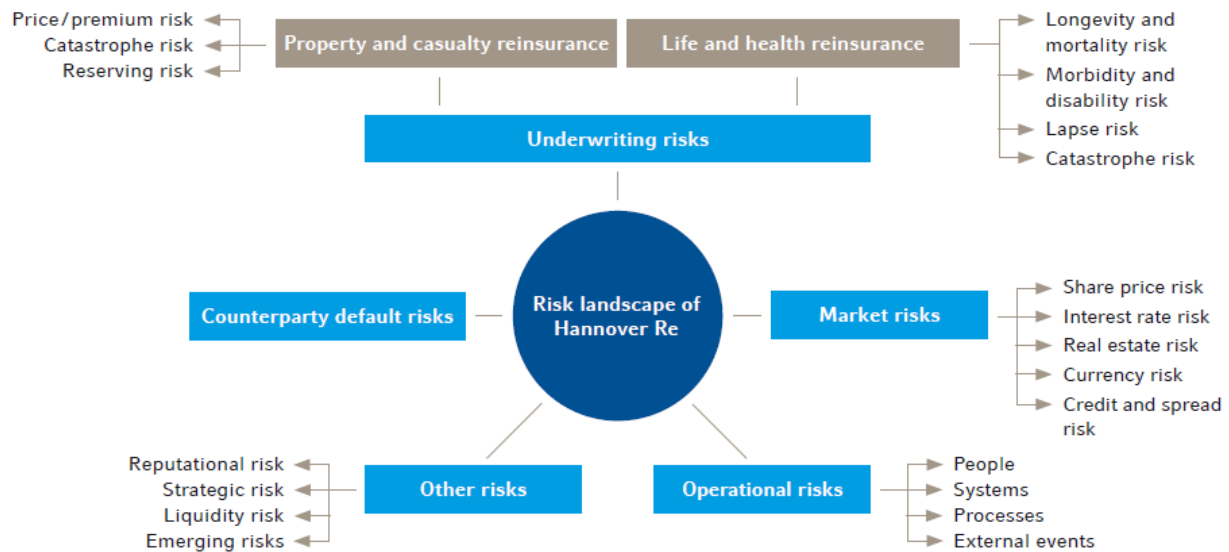 Price/premium risk
Catastrophe risk
Reserving risk
Property and casualty reinsurance
Life and health reinsurance
Longevity and
mortality risk
Morbidity and
disability risk
Lapse risk
Catastrophe risk
Underwriting risks
Counterparty default risks
Risk landscape of
Hannover Re
Market risks
Share price risk
Interest rate risk
Real estate risk
Currency risk
Credit and spread
risk
Reputational risk
Strategic risk
Liquidity risk
Emerging risks
Other risks
Operational risks
People
Systems
Processes
External events